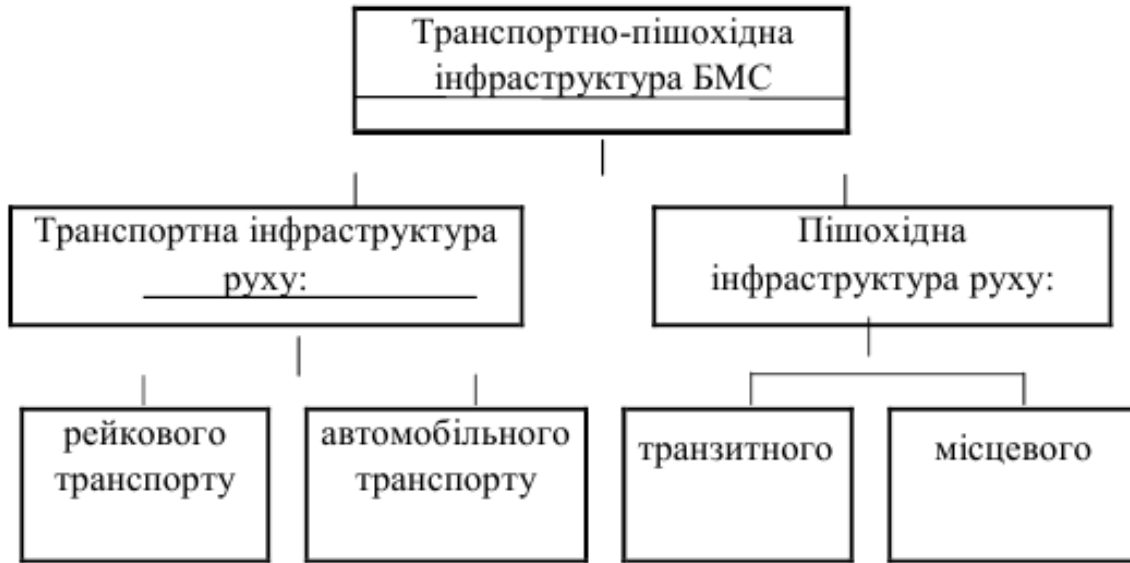 Транспортно-пішохідна
інфраструктура БМС
Транспортна інфраструктура
руху:
Пішохідна
інфраструктура руху:
рейкового
транспорту
автомобільного
транспорту
транзитного
місцевого